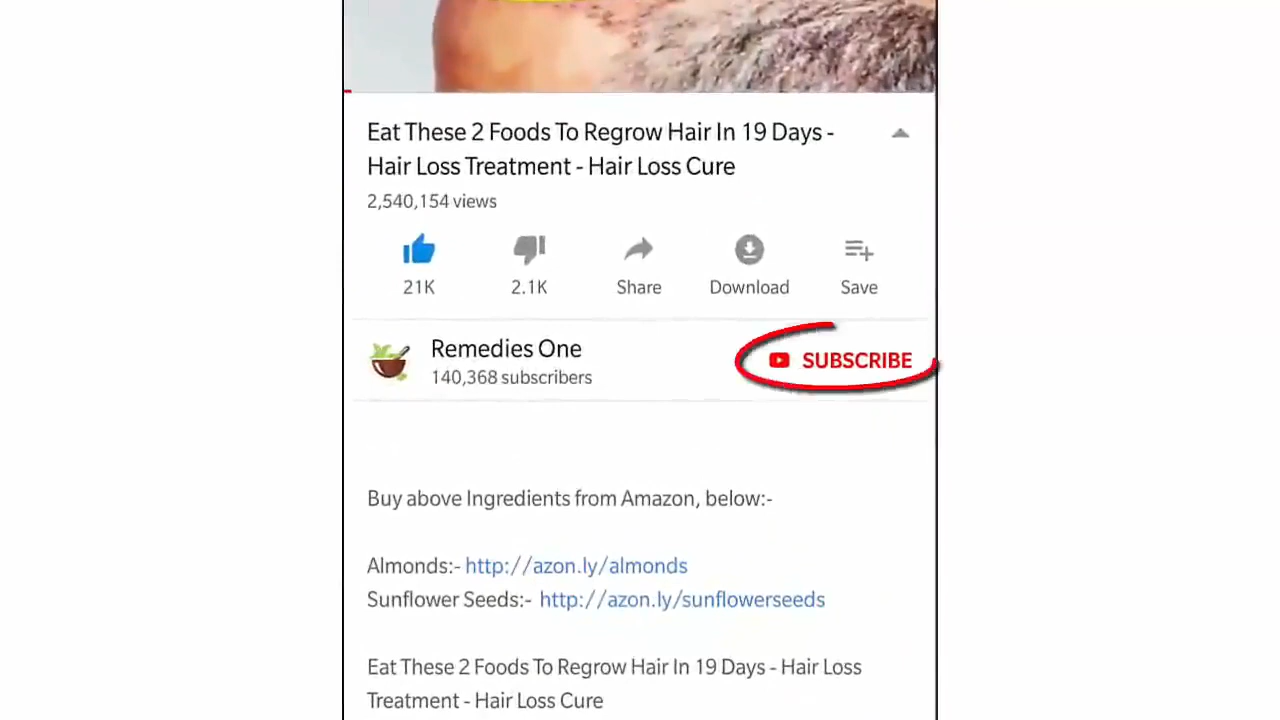 Eat These 2 Foods To Regrow Hair In 19 Days -
Hair Loss Treatment - Hair Loss Cure
2,540,154 views
21K
2.1K
Share
Download
Save
Remedies One
140,368 subscribers
SUBSCRIBE
Buy above Ingredients from Amazon, below:-
Almonds:- http://azon.ly/almonds
Sunflower Seeds:- http://azon.ly/sunflowerseeds
Eat These 2 Foods To Regrow Hair In 19 Days - Hair Loss
Treatment - Hair Loss Cure